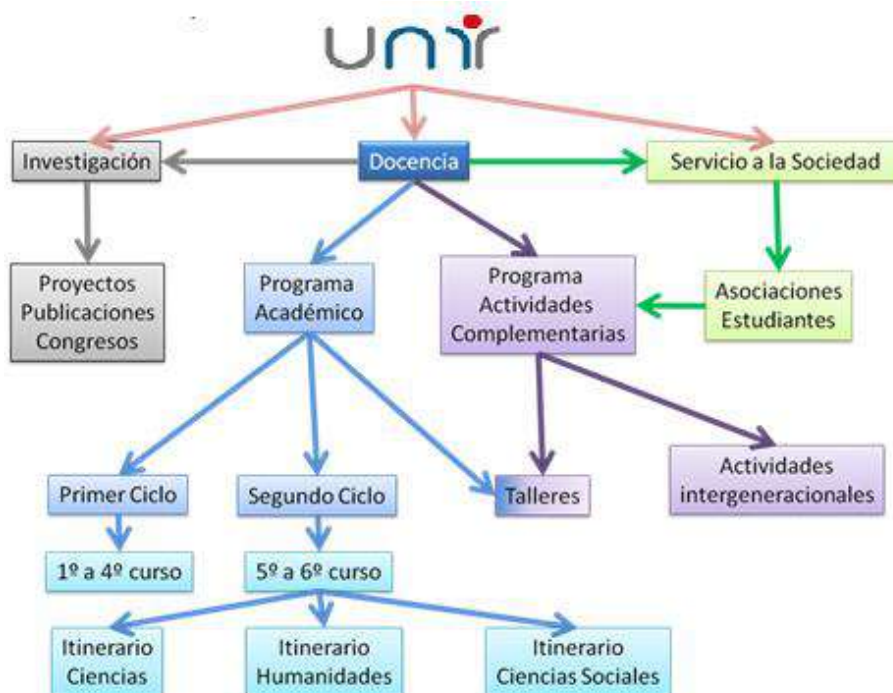 unir
Investigación
Docencia
Servicio a la Sociedad
Proyectos
Publicaciones
Congresos
Programa
Académico
Programa
Actividades
Complementarias
Asociaciones
Estudiantes
Primer Ciclo
Segundo Ciclo
Talleres
Actividades
intergeneracionales
1º a 4º curso
5º a 6º curso
Itinerario
Ciencias
Itinerario
Humanidades
Itinerario
Ciencias Sociales